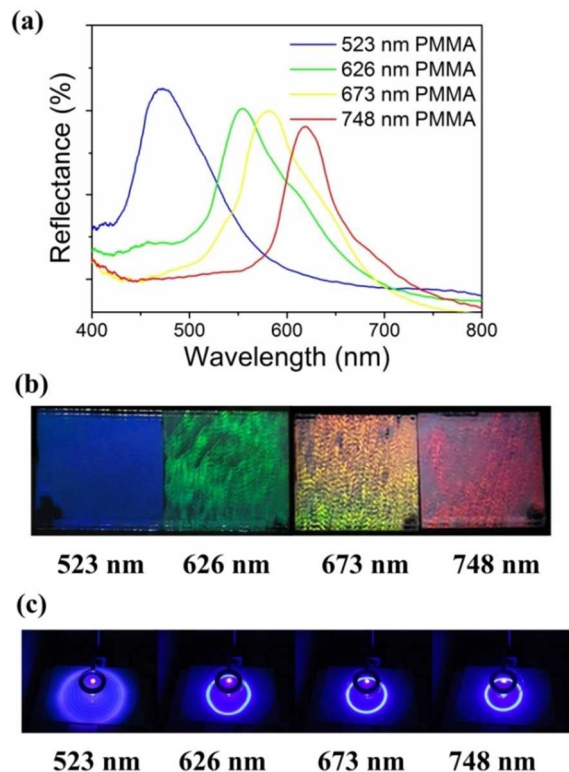 (a)
523 nm PMMA
626 nm PMMA
673 nm PMMA
748 nm PMMA
Reflectance (%)
400 500 600 700 800
Wavelength (nm)
(b)
523 nm 626 nm 673 nm 748 nm
(c)
523 nm 626 nm 673 nm 748 nm